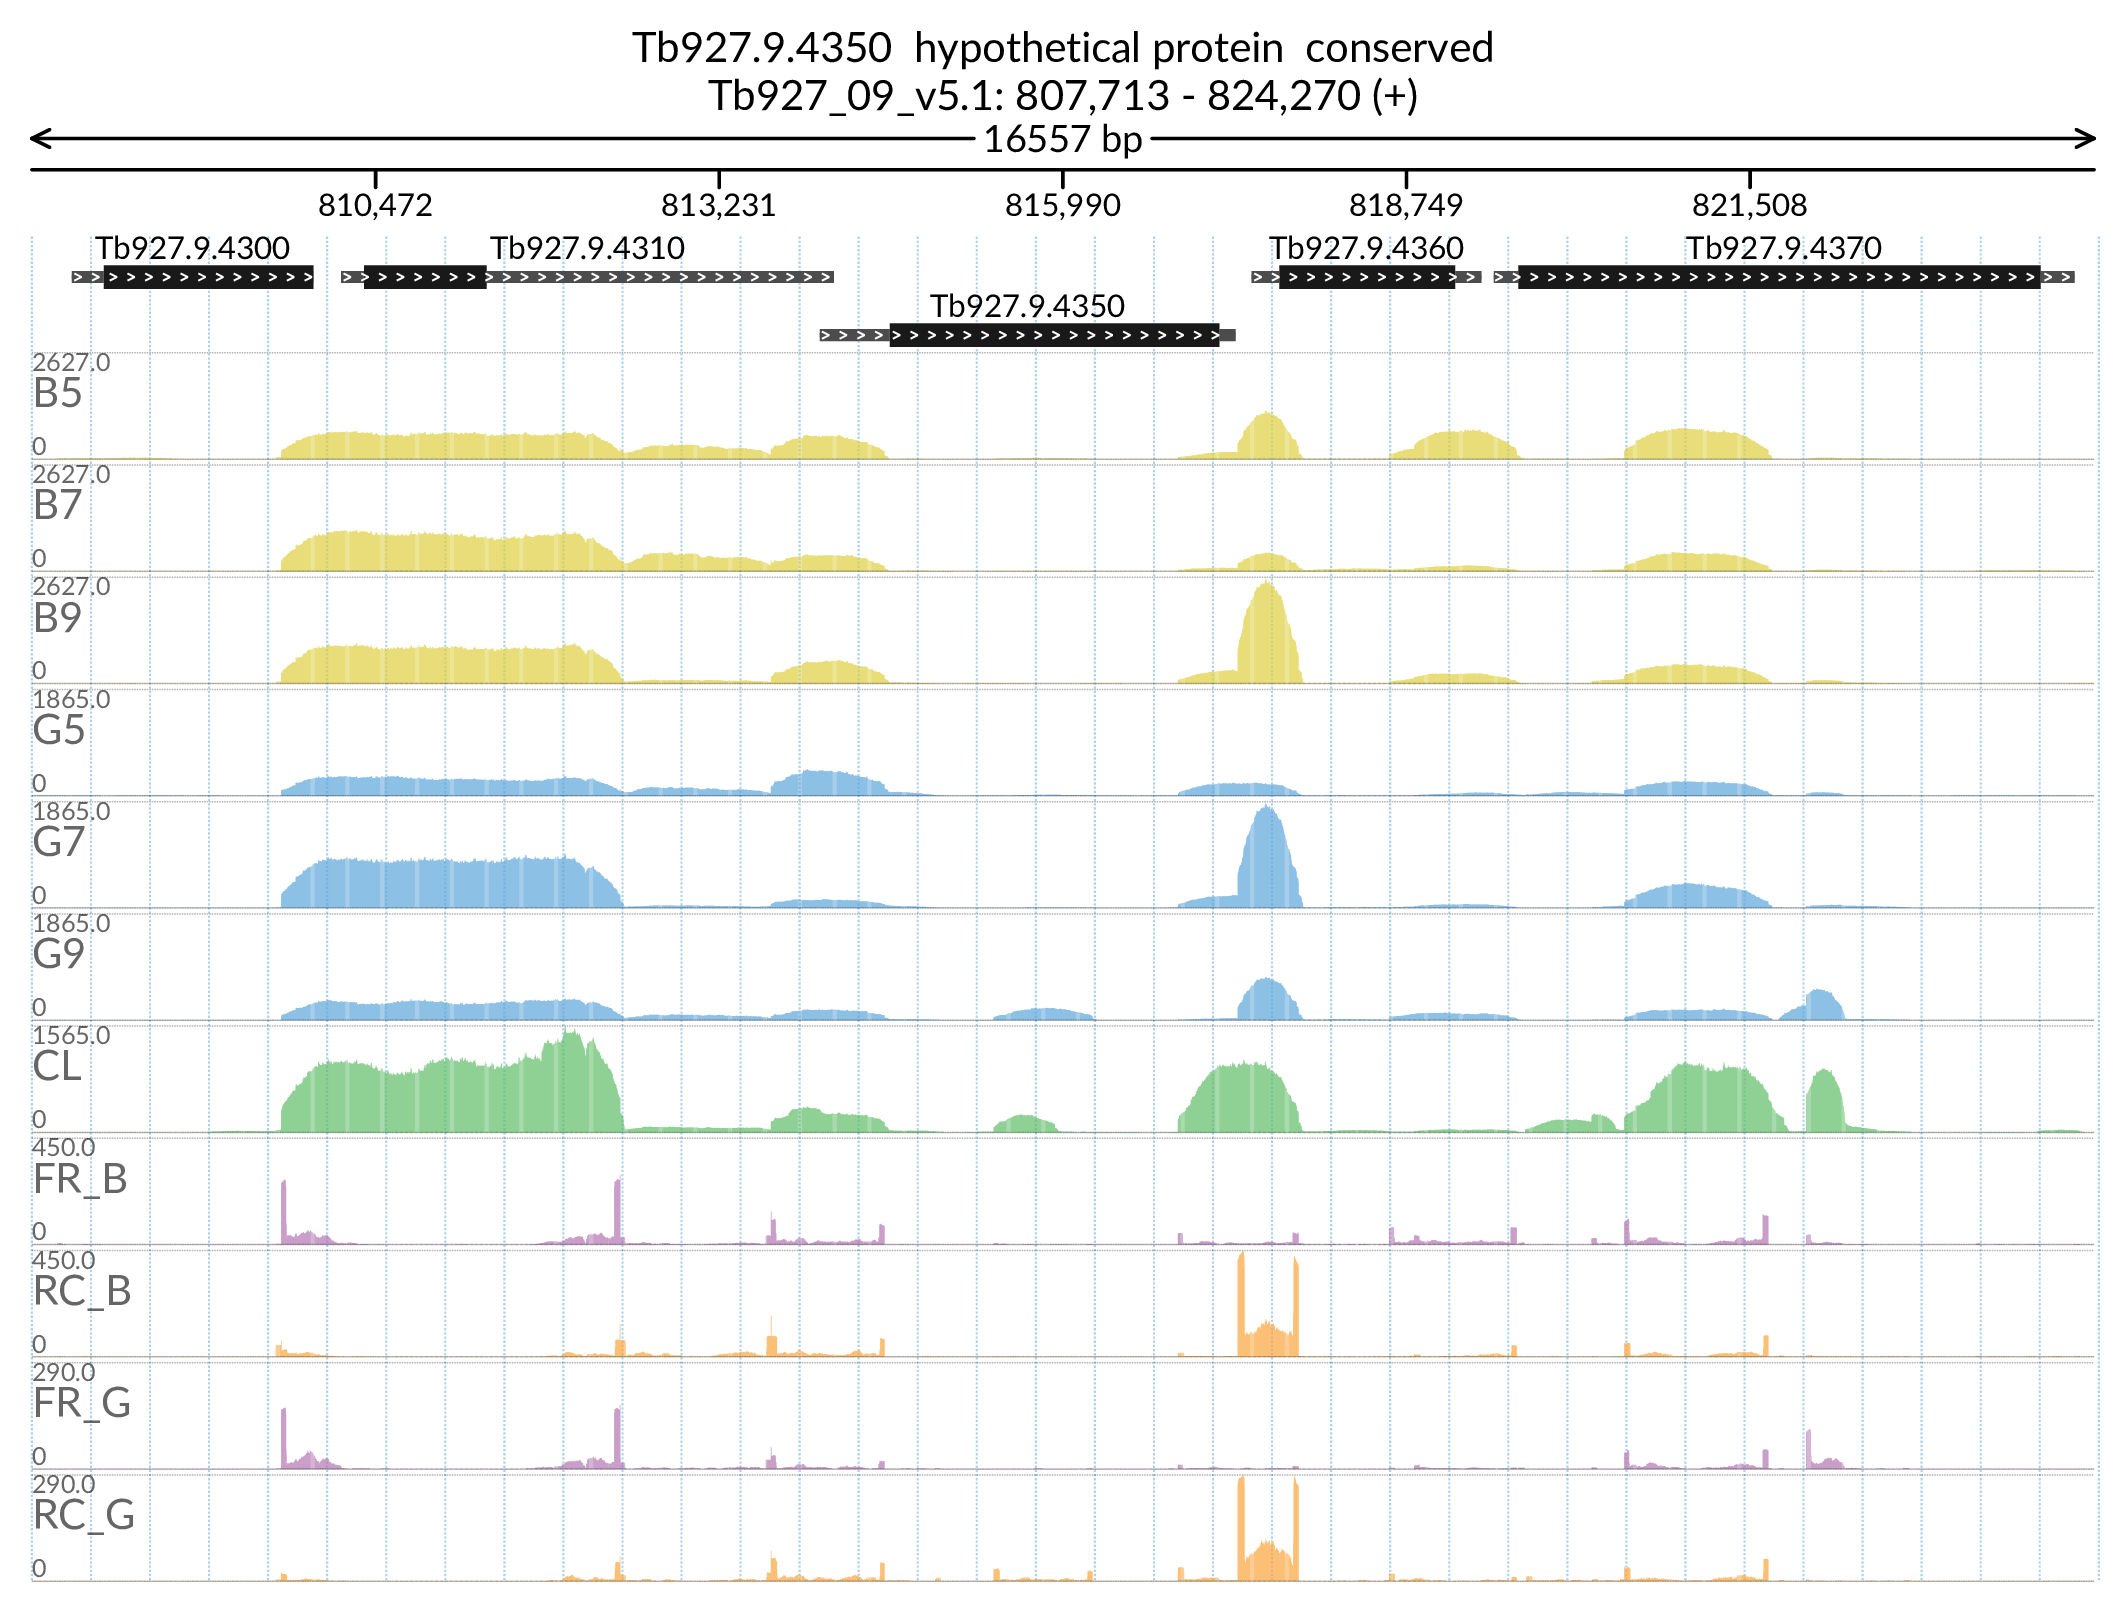 Tb927.9.4350 hypothetical protein conserved
Tb927_09_v5.1: 807,713 - 824,270 (+)
16557 bp
810,472 813,231 815,990 818,749 821,508
Tb927.9.4300 Tb927.9.4310 Tb927.9.4360 Tb927.9.4370
Tb927.9.4350
2627.0
B5
0
2627.0
B7
0
2627.0
B9
0
1865.0
G5
0
1865.0
G7
0
1865.0
G9
0
1565.0
CL
0
450.0
FR_B
0
450.0
RC_B
0
290.0
FR_G
0
290.0
RC_G
0